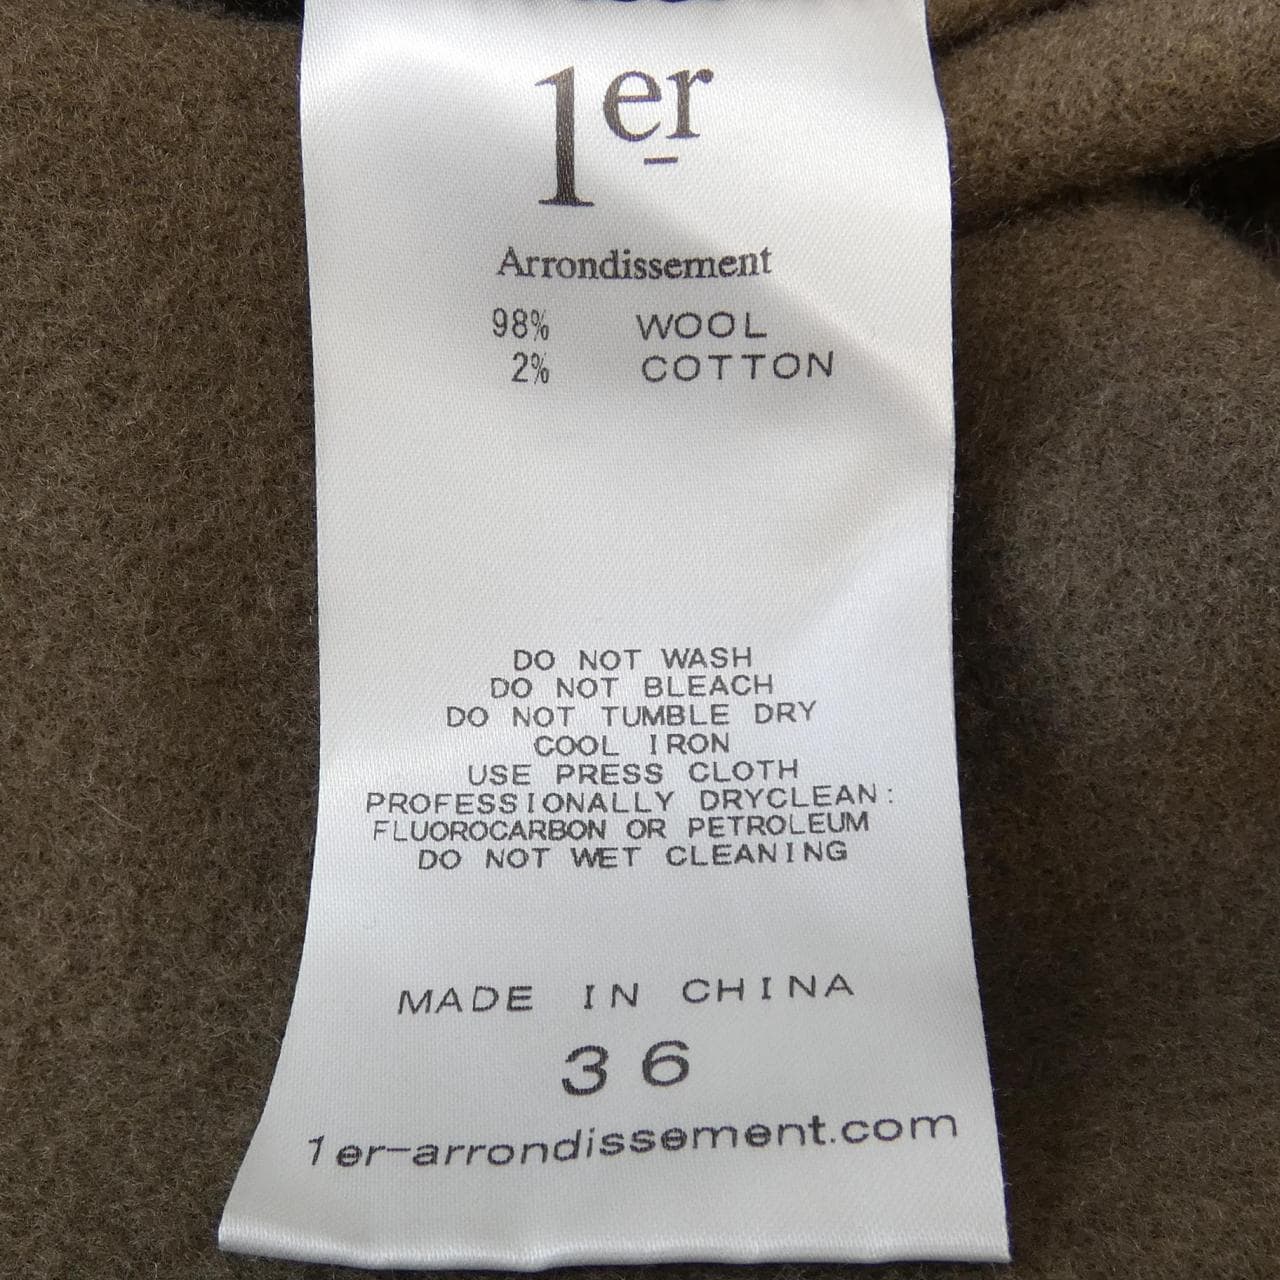 1er
Arrondissement
98% WOOL
2% COTTON
DO NOT WASH
DO NOT BLEACH
DO NOT TUMBLE DRY
COOL IRON
USE PRESS CLOTH
PROFESSIONALLY DRYCLEAN:
FLUOROCARBON OR PETROLEUM
DO NOT WET CLEANING
MADE IN CHINA
36
1er-arrondissement.com